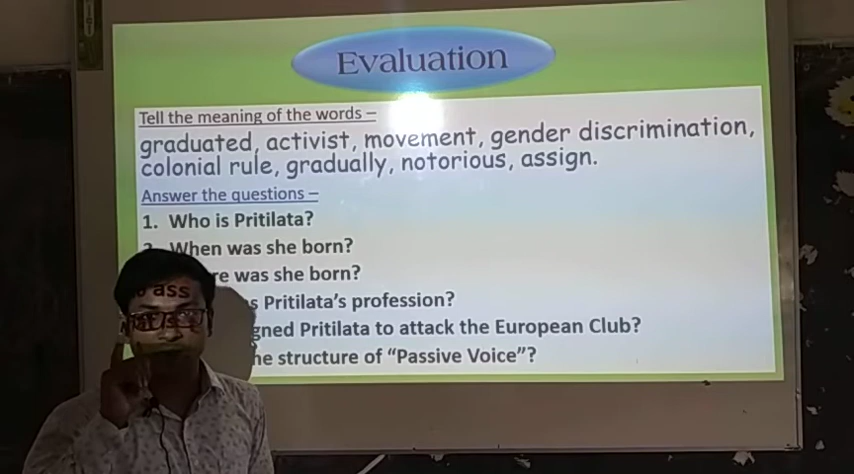 Evaluation
Tell the meaning of the words –
graduated, activist, movement, gender discrimination,
colonial rule, gradually, notorious, assign.
Answer the questions –
1. Who is Pritilata?
When was she born?
was she born?
Pritilata's profession?
Pritilata to attack the European Club?
structure of "Passive Voice"?